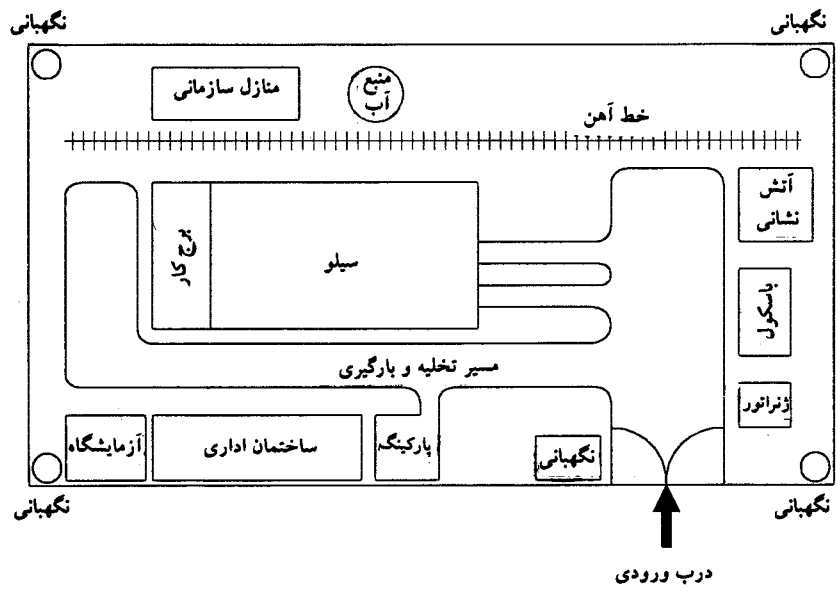 نگهبانی
نگهبانی
منازل سازمانی
منبع
آب
خط آهن
آتش
نشانی
برج کار
سیلو
باسکول
مسیر تخلیه و بارگیری
ژنراتور
آزمایشگاه
ساختمان اداری
پارکینگ
نگهبانی
نگهبانی
نگهبانی
درب ورودی